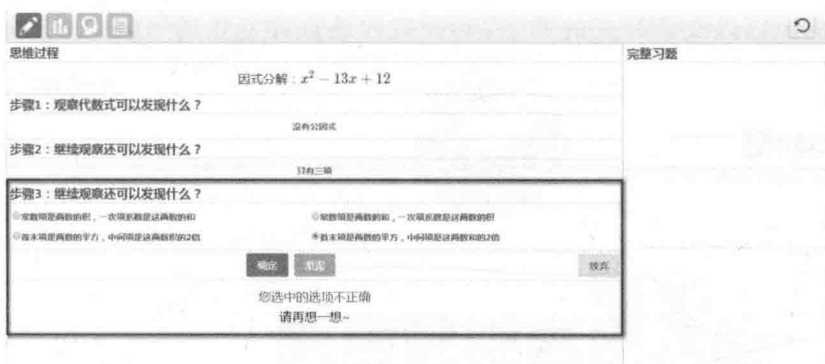 思维过程
完整习题
因式分解：x² − 13x + 12
步骤1：观察代数式可以发现什么？
没有公因式
步骤2：继续观察还可以发现什么？
只有三项
步骤3：继续观察还可以发现什么？
常数项是两数的积，一次项系数是这两数的和
常数项是两数的和，一次项系数是这两数的积
首末项是两数的平方，中间项是这两数积的2倍
首末项是两数的平方，中间项是这两数和的2倍
确定
放弃
您选中的选项不正确
请再想一想~